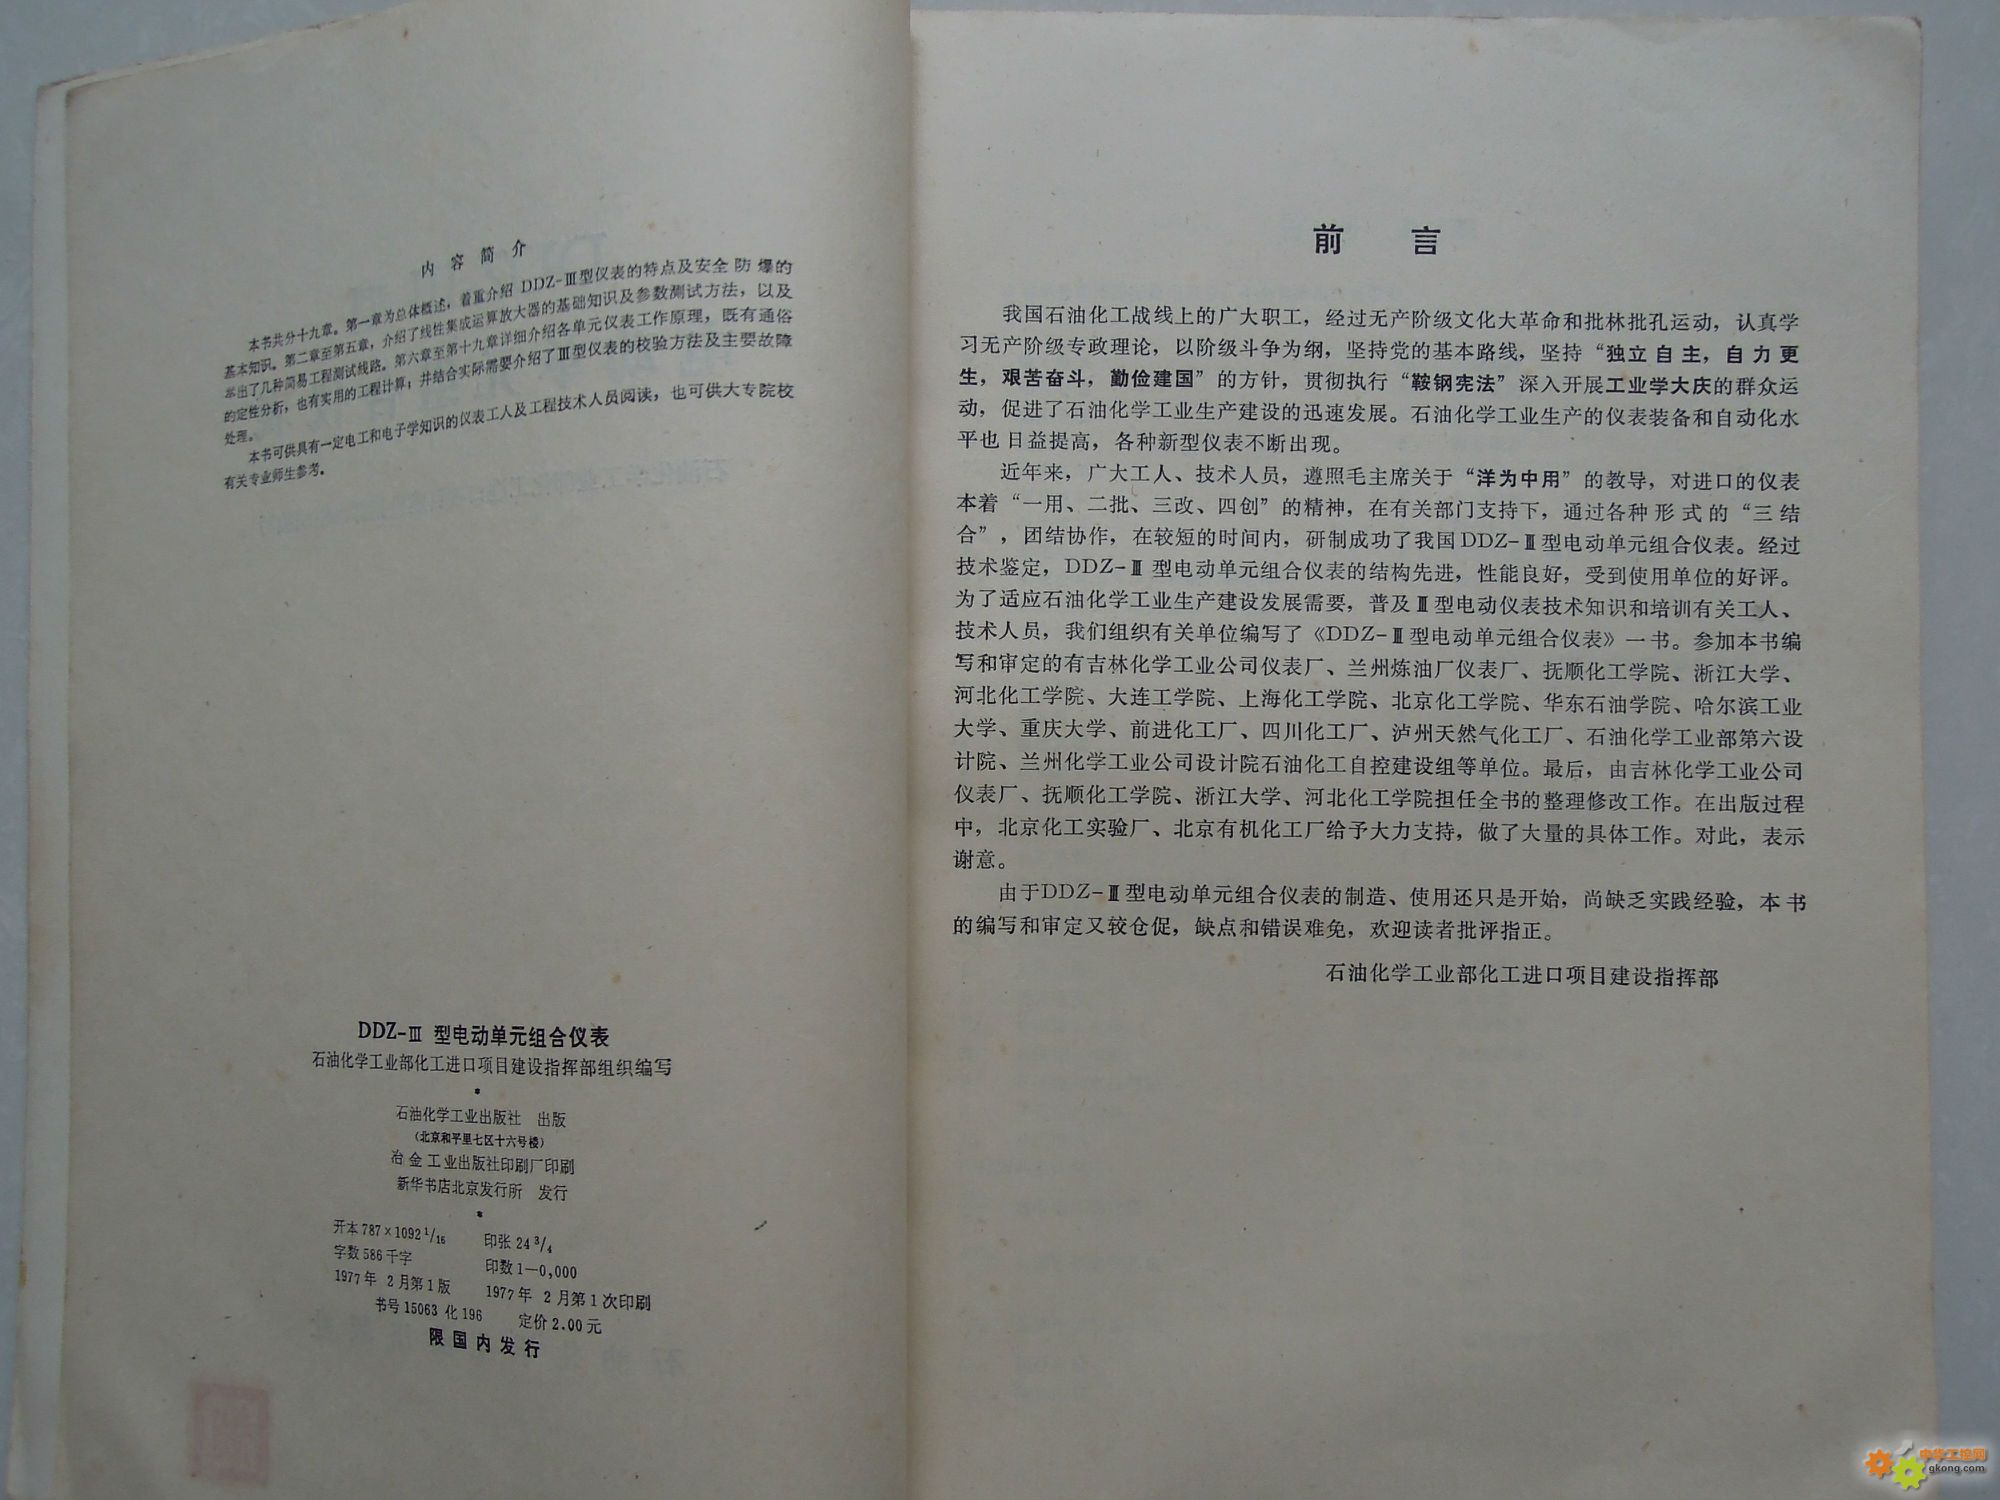 内容简介
本书共分十九章。第一章为总体概述，着重介绍 DDZ-Ⅲ型仪表的特点及安全防爆的
基本知识。第二章至第五章，介绍了线性集成运算放大器的基础知识及参数测试方法，以及
举出了几种简易工程测试线路。第六章至第十九章详细介绍各单元仪表工作原理，既有通俗
的定性分析，也有实用的工程计算；并结合实际需要介绍了Ⅲ型仪表的校验方法及主要故障
处理。
本书可供具有一定电工和电子学知识的仪表工人及工程技术人员阅读，也可供大专院校
有关专业师生参考。
DDZ-Ⅲ 型电动单元组合仪表
石油化学工业部化工进口项目建设指挥部组织编写
*
石油化学工业出版社 出版
（北京和平里七区十六号楼）
冶金工业出版社印刷厂印刷
新华书店北京发行所 发行
*
开本 787×1092 1/16 印张 24 3/4
字数 586 千字 印数 1—0,000
1977年 2月第1版 1977年 2月第1次印刷
书号 15063 化 196 定价 2.00 元
限国内发行
前言
我国石油化工战线上的广大职工，经过无产阶级文化大革命和批林批孔运动，认真学
习无产阶级专政理论，以阶级斗争为纲，坚持党的基本路线，坚持“独立自主，自力更
生，艰苦奋斗，勤俭建国”的方针，贯彻执行“鞍钢宪法”深入开展工业学大庆的群众运
动，促进了石油化学工业生产建设的迅速发展。石油化学工业生产的仪表装备和自动化水
平也日益提高，各种新型仪表不断出现。
近年来，广大工人、技术人员，遵照毛主席关于“洋为中用”的教导，对进口的仪表
本着“一用、二批、三改、四创”的精神，在有关部门支持下，通过各种形式的“三结
合”，团结协作，在较短的时间内，研制成功了我国DDZ-Ⅲ型电动单元组合仪表。经过
技术鉴定，DDZ-Ⅲ 型电动单元组合仪表的结构先进，性能良好，受到使用单位的好评。
为了适应石油化学工业生产建设发展需要，普及Ⅲ型电动仪表技术知识和培训有关工人、
技术人员，我们组织有关单位编写了《DDZ-Ⅲ型电动单元组合仪表》一书。参加本书编
写和审定的有吉林化学工业公司仪表厂、兰州炼油厂仪表厂、抚顺化工学院、浙江大学、
河北化工学院、大连工学院、上海化工学院、北京化工学院、华东石油学院、哈尔滨工业
大学、重庆大学、前进化工厂、四川化工厂、泸州天然气化工厂、石油化学工业部第六设
计院、兰州化学工业公司设计院石油化工自控建设组等单位。最后，由吉林化学工业公司
仪表厂、抚顺化工学院、浙江大学、河北化工学院担任全书的整理修改工作。在出版过程
中，北京化工实验厂、北京有机化工厂给予大力支持，做了大量的具体工作。对此，表示
谢意。
由于DDZ-Ⅲ型电动单元组合仪表的制造、使用还只是开始，尚缺乏实践经验，本书
的编写和审定又较仓促，缺点和错误难免，欢迎读者批评指正。
石油化学工业部化工进口项目建设指挥部
中华工控网
gkong.com